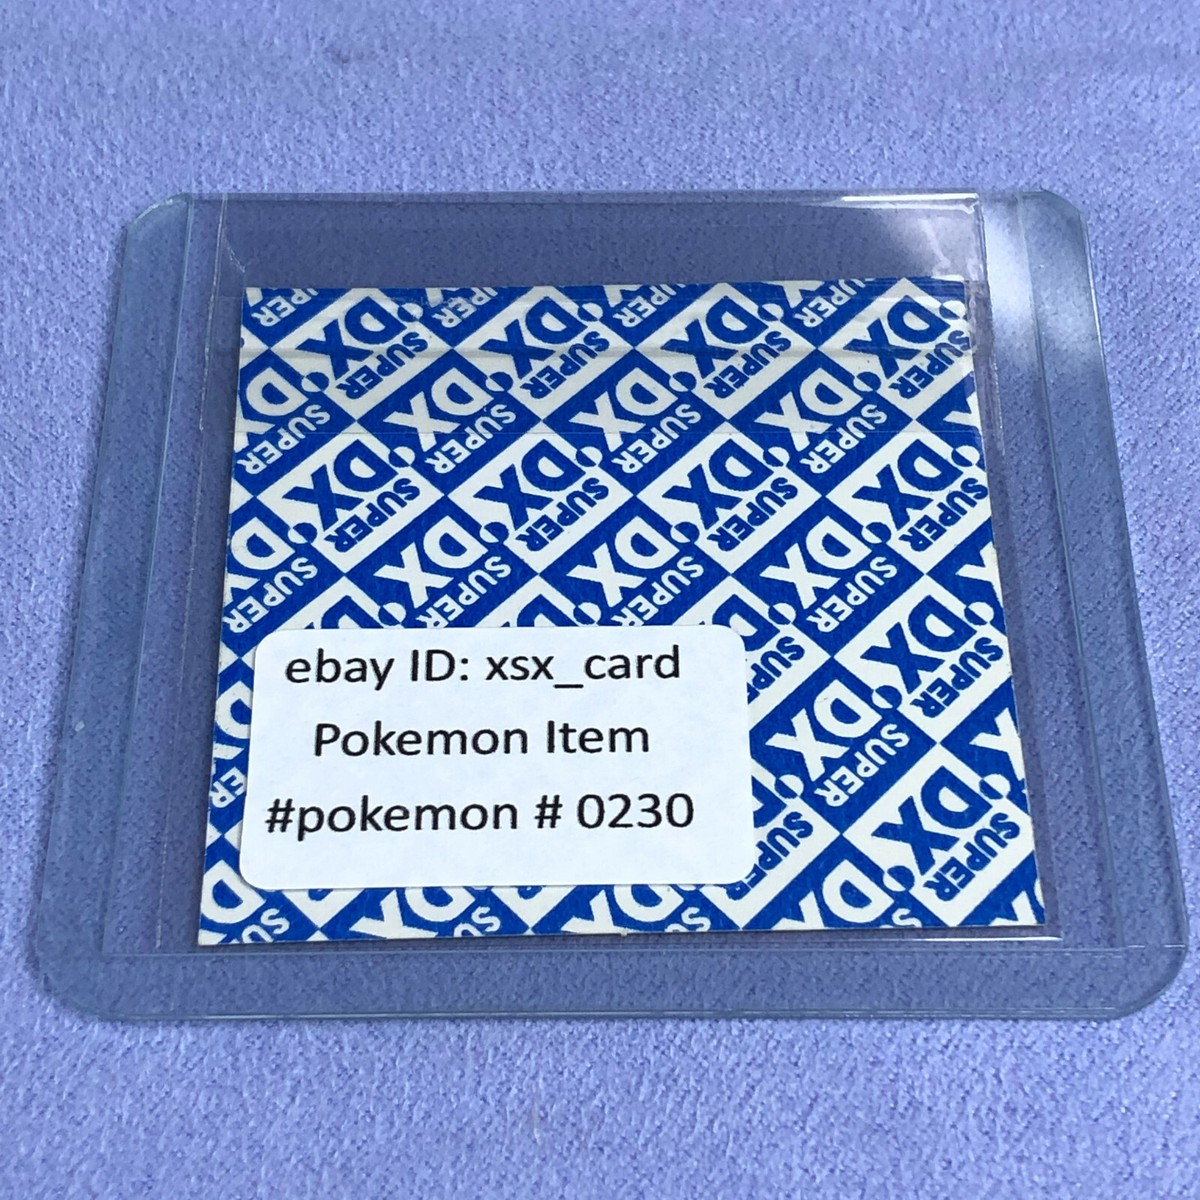 SUPER
DX
ebay ID: xsx_card
Pokemon Item
#pokemon # 0230